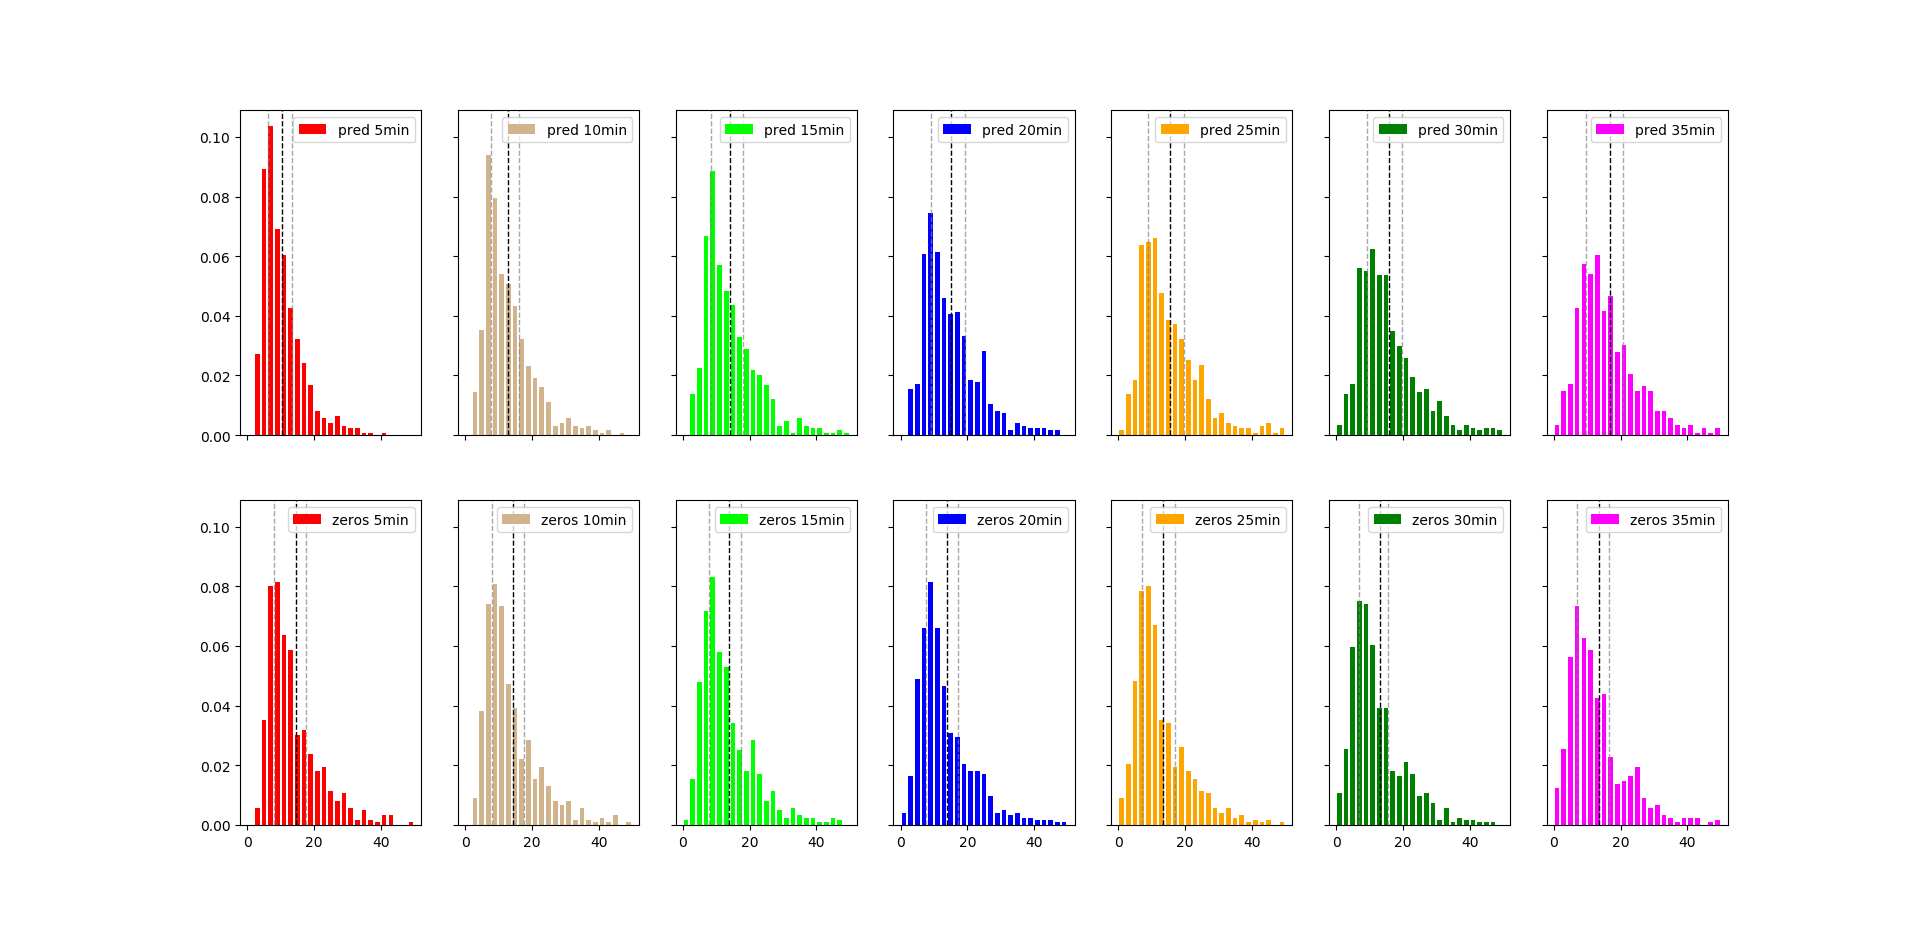 pred 5min
pred 10min
pred 15min
pred 20min
pred 25min
pred 30min
pred 35min
0.10
0.08
0.06
0.04
0.02
0.00
zeros 5min
zeros 10min
zeros 15min
zeros 20min
zeros 25min
zeros 30min
zeros 35min
0.10
0.08
0.06
0.04
0.02
0.00
0 20 40 0 20 40 0 20 40 0 20 40 0 20 40 0 20 40 0 20 40